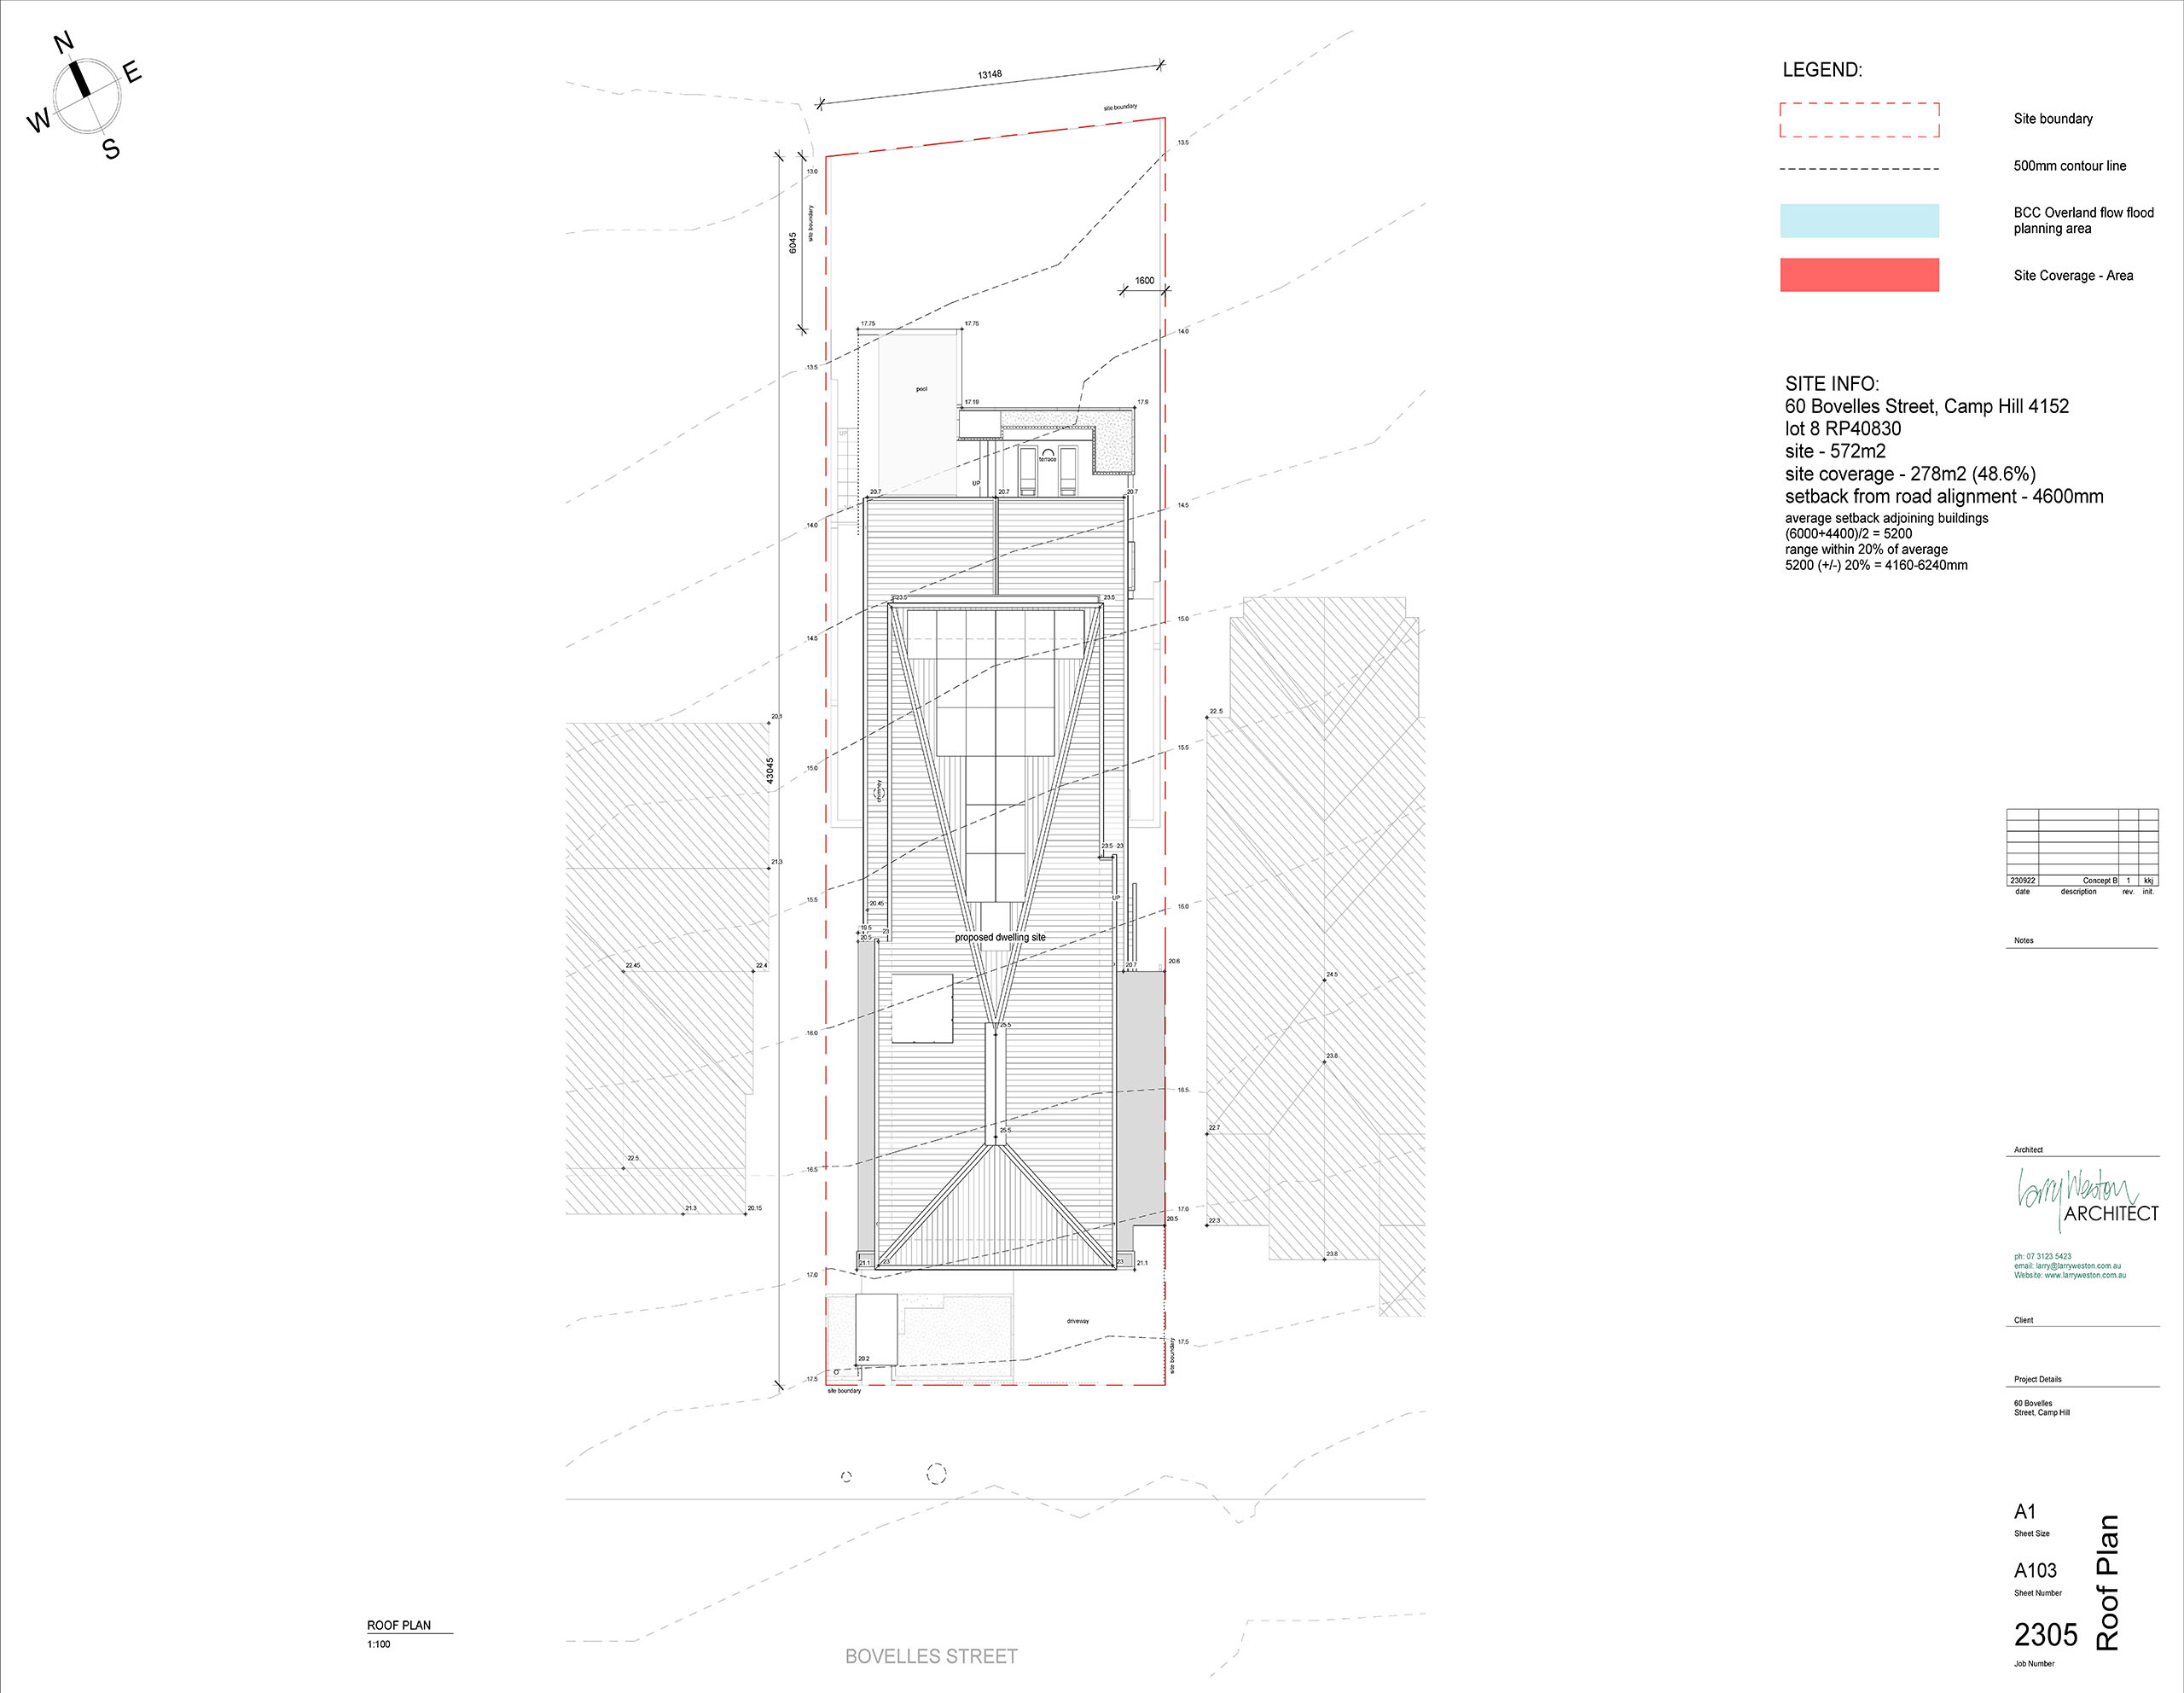 N
E
W
S
13148
site boundary
13.5
13.0
site boundary
6045
1600
14.0
17.75
17.75
13.5
pool
17.19
17.9
UP
terrace
UP
20.7
20.7
20.7
14.5
14.0
23.5
23.5
15.0
14.5
20.1
22.5
15.5
43045
15.0
chimney
23.5
23
21.3
15.5
20.45
UP
16.0
19.5
23
20.5
proposed dwelling site
20.7
20.6
22.45
22.4
24.5
25.5
16.0
23.8
16.5
25.5
22.7
22.5
16.5
21.3
20.15
17.0
20.5
22.3
23.8
21.1
23
23
21.1
17.0
driveway
17.5
site boundary
20.2
17.5
site boundary
BOVELLES STREET
ROOF PLAN
1:100
LEGEND:
Site boundary
500mm contour line
BCC Overland flow flood
planning area
Site Coverage - Area
SITE INFO:
60 Bovelles Street, Camp Hill 4152
lot 8 RP40830
site - 572m2
site coverage - 278m2 (48.6%)
setback from road alignment - 4600mm
average setback adjoining buildings
(6000+4400)/2 = 5200
range within 20% of average
5200 (+/-) 20% = 4160-6240mm
230922 Concept B 1 kkj
date description rev. init.
Notes
Architect
Larry Weston
ARCHITECT
ph: 07 3123 5423
email: larry@larryweston.com.au
Website: www.larryweston.com.au
Client
Project Details
60 Bovelles
Street, Camp Hill
A1
Sheet Size
A103
Sheet Number
2305
Job Number
Roof Plan